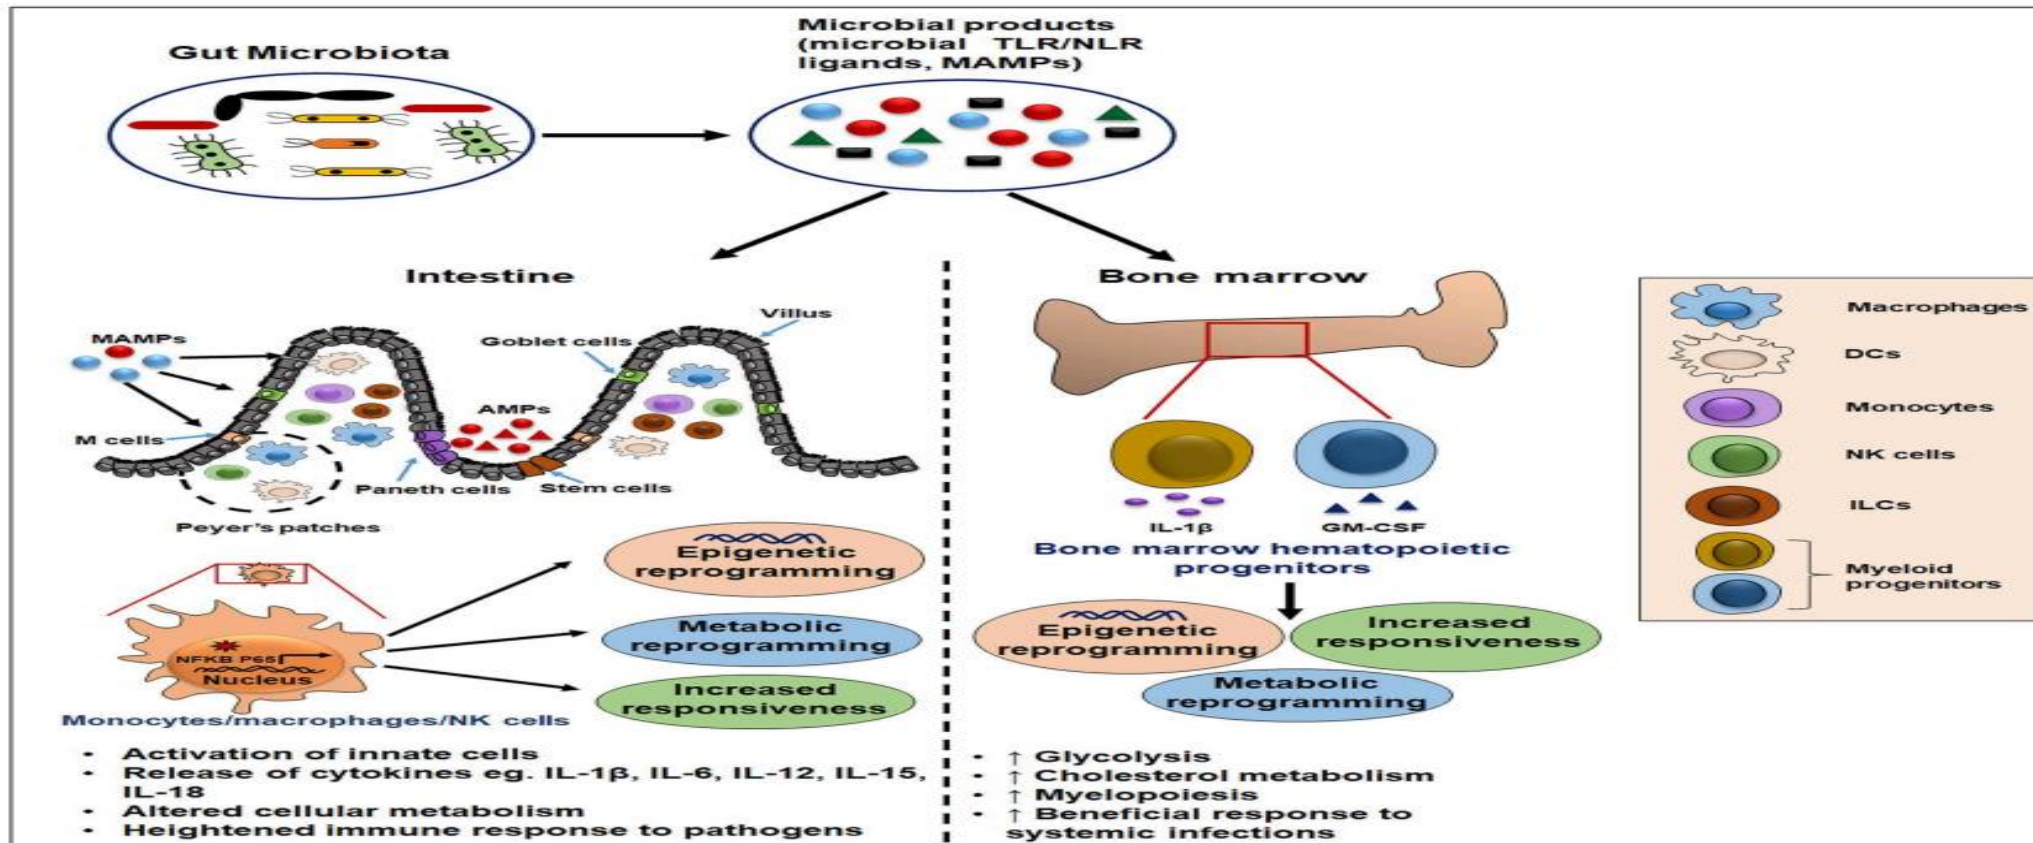 Gut Microbiota
Microbial products
(microbial TLR/NLR
ligands, MAMPs)
Intestine
MAMPs
Goblet cells
Villus
AMPs
M cells
Paneth cells
Stem cells
Peyer's patches
Epigenetic
reprogramming
Metabolic
reprogramming
Increased
responsiveness
NFKB P65
Nucleus
Monocytes/macrophages/NK cells
• Activation of innate cells
• Release of cytokines eg. IL-1β, IL-6, IL-12, IL-15,
IL-18
• Altered cellular metabolism
• Heightened immune response to pathogens
Bone marrow
IL-1β
GM-CSF
Bone marrow hematopoietic
progenitors
Epigenetic
reprogramming
Increased
responsiveness
Metabolic
reprogramming
• ↑ Glycolysis
• ↑ Cholesterol metabolism
• ↑ Myelopoiesis
• ↑ Beneficial response to
systemic infections
Macrophages
DCs
Monocytes
NK cells
ILCs
Myeloid
progenitors